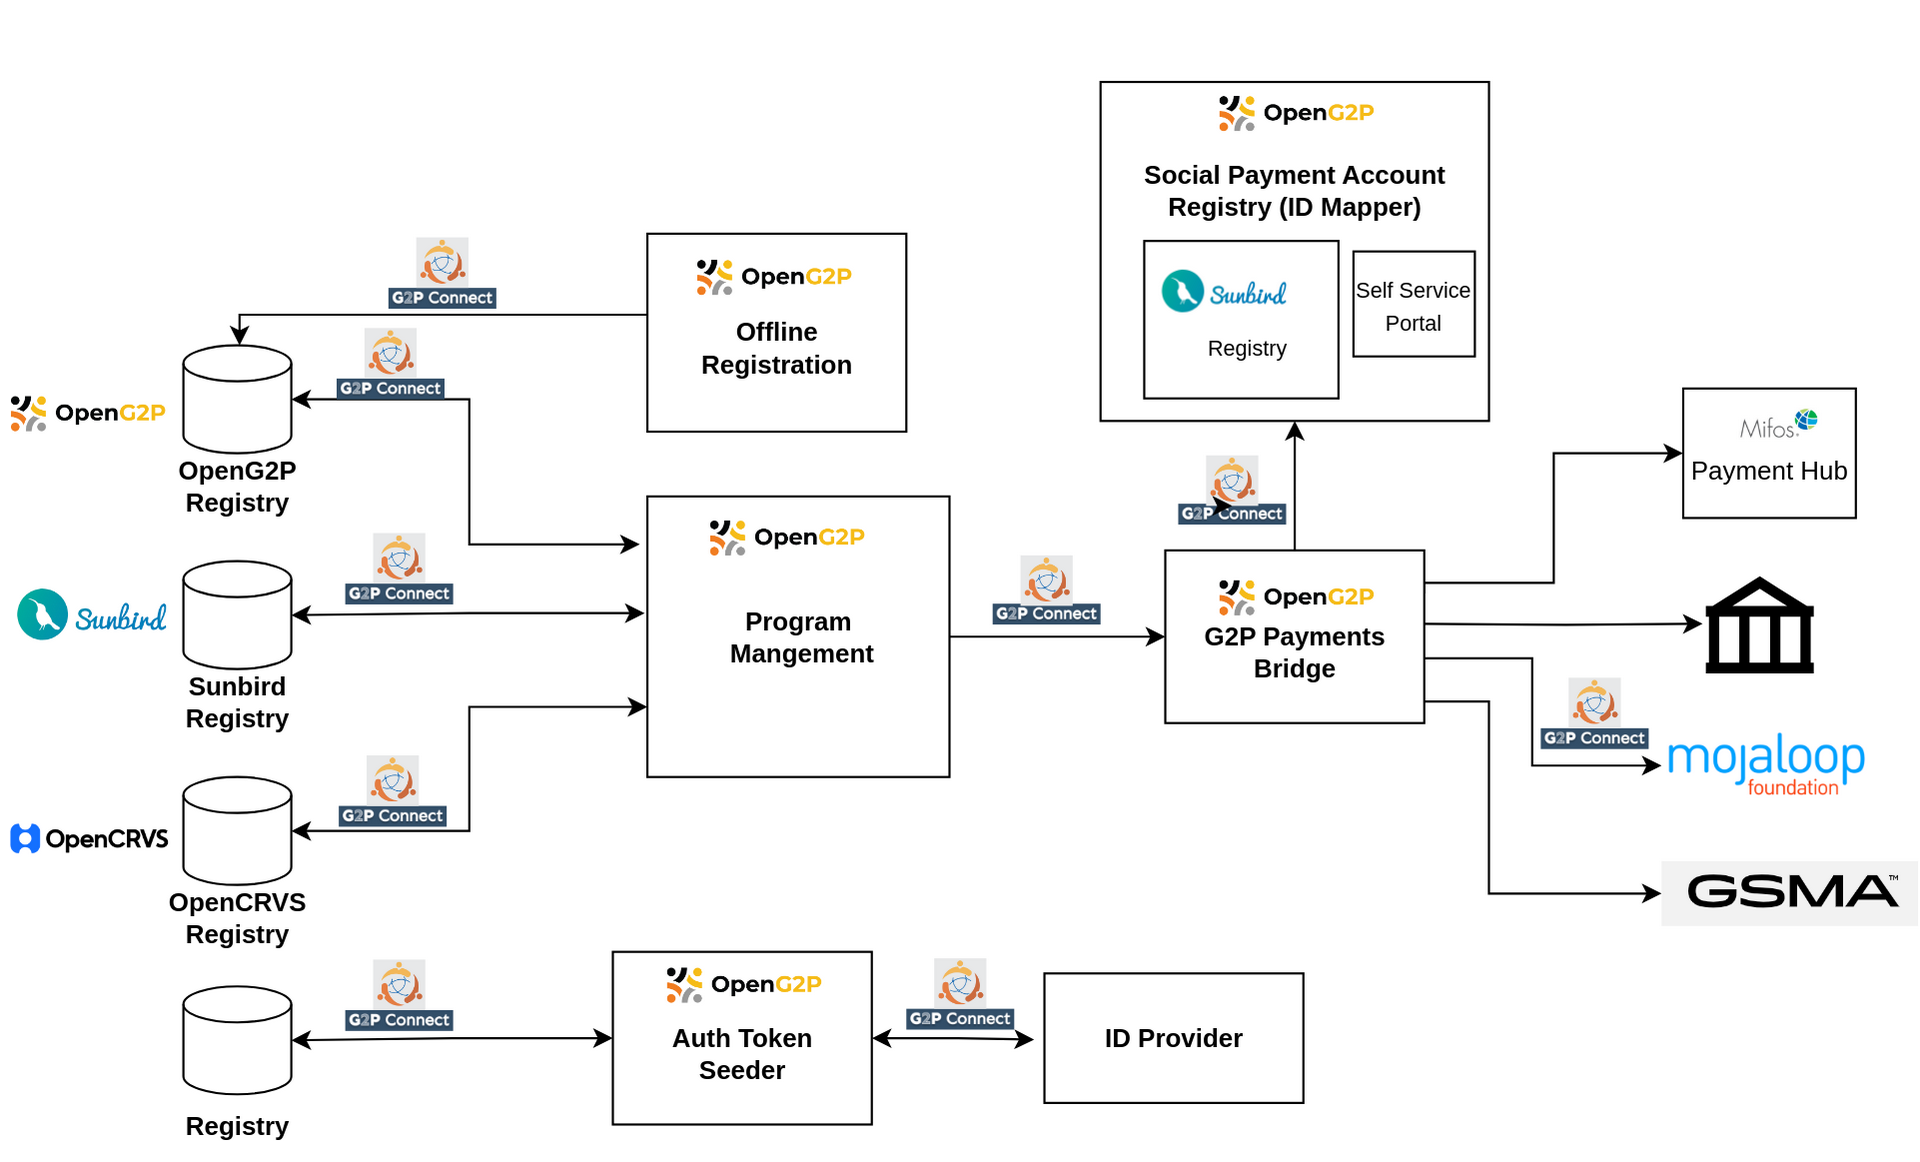 OpenG2P
Social Payment Account
Registry (ID Mapper)
Sunbird
Registry
Self Service
Portal
G2P Connect
OpenG2P
Offline
Registration
G2P Connect
OpenG2P
OpenG2P
Registry
Mifos
Payment Hub
G2P Connect
OpenG2P
Program
Mangement
G2P Connect
Sunbird
Sunbird
Registry
G2P Connect
OpenG2P
G2P Payments
Bridge
G2P Connect
mojaloop
foundation
G2P Connect
OpenCRVS
OpenCRVS
Registry
GSMA™
G2P Connect
Registry
OpenG2P
Auth Token
Seeder
G2P Connect
ID Provider